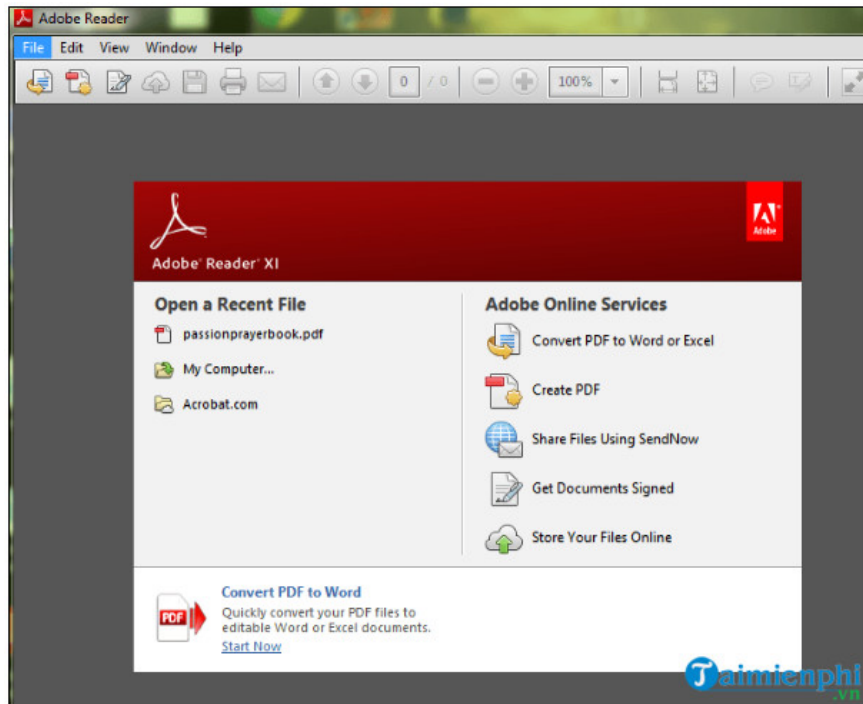 Adobe Reader
File Edit View Window Help
0 / 0 100%
Adobe
Adobe® Reader® XI
Open a Recent File
passionprayerbook.pdf
My Computer...
Acrobat.com
Adobe Online Services
Convert PDF to Word or Excel
Create PDF
Share Files Using SendNow
Get Documents Signed
Store Your Files Online
PDF
Convert PDF to Word
Quickly convert your PDF files to
editable Word or Excel documents.
Start Now
Taimienphi
.vn